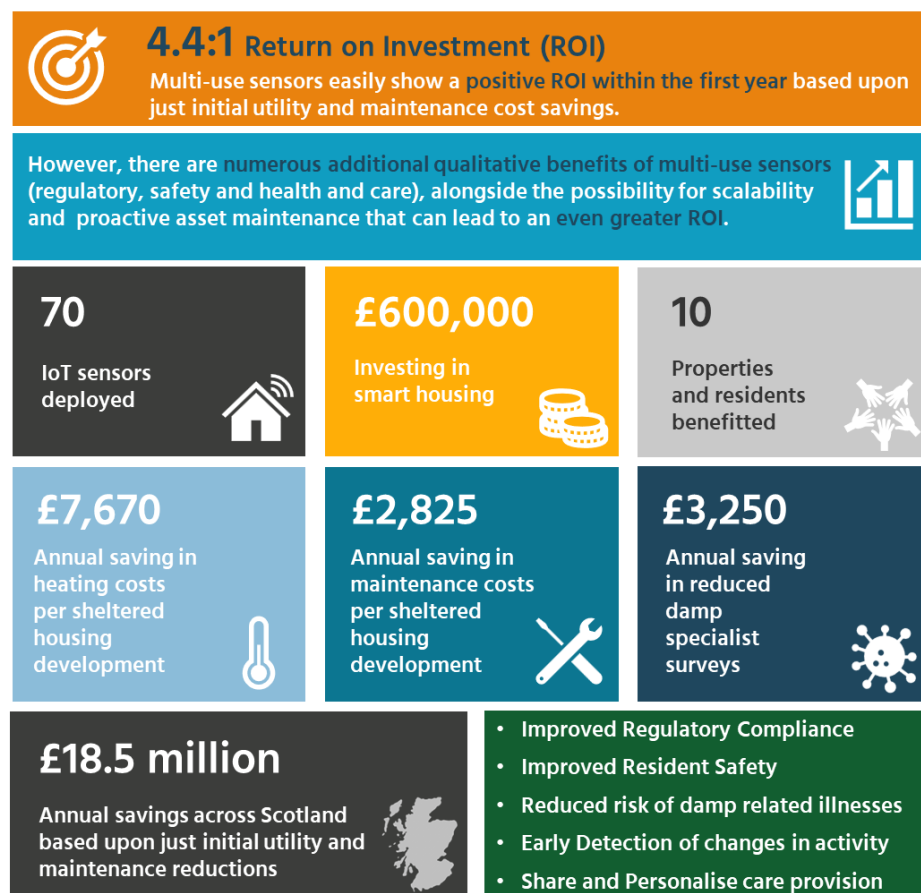 4.4:1 Return on Investment (ROI)
Multi-use sensors easily show a positive ROI within the first year based upon
just initial utility and maintenance cost savings.
However, there are numerous additional qualitative benefits of multi-use sensors
(regulatory, safety and health and care), alongside the possibility for scalability
and proactive asset maintenance that can lead to an even greater ROI.
70
IoT sensors
deployed
£600,000
Investing in
smart housing
10
Properties
and residents
benefitted
£7,670
Annual saving in
heating costs
per sheltered
housing
development
£2,825
Annual saving in
maintenance costs
per sheltered
housing
development
£3,250
Annual saving
in reduced
damp
specialist
surveys
£18.5 million
Annual savings across Scotland
based upon just initial utility and
maintenance reductions
• Improved Regulatory Compliance
• Improved Resident Safety
• Reduced risk of damp related illnesses
• Early Detection of changes in activity
• Share and Personalise care provision